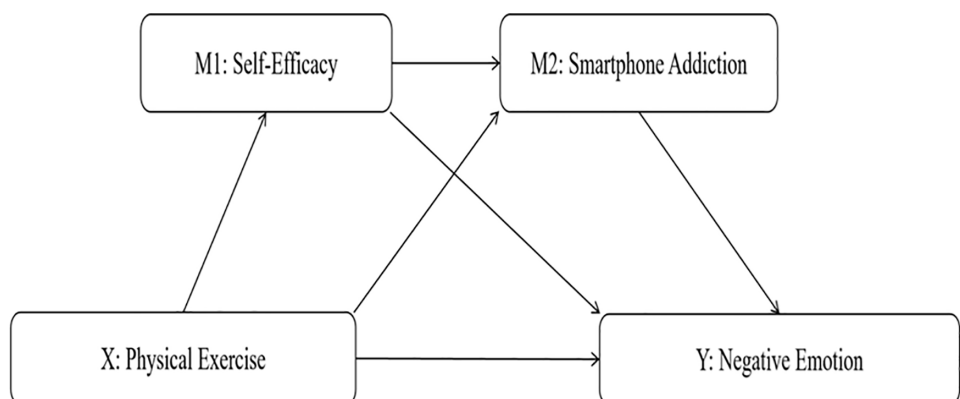 M1: Self-Efficacy
M2: Smartphone Addiction
X: Physical Exercise
Y: Negative Emotion